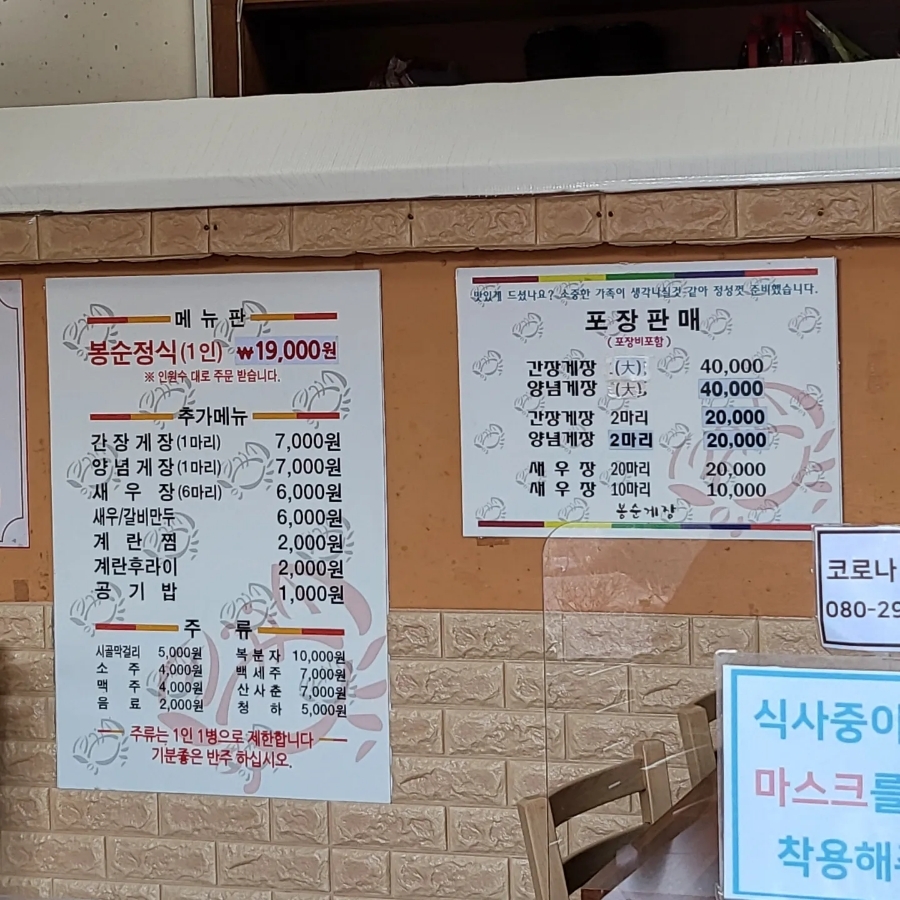 메뉴판
봉순정식(1인) ₩19,000원
※ 인원수 대로 주문 받습니다.
추가메뉴
간장게장(1마리) 7,000원
양념게장(1마리) 7,000원
새우장(6마리) 6,000원
새우/갈비만두 6,000원
계란찜 2,000원
계란후라이 2,000원
공기밥 1,000원
주류
시골막걸리 5,000원 복분자 10,000원
소주 4,000원 백세주 7,000원
맥주 4,000원 산사춘 7,000원
음료 2,000원 청하 5,000원
주류는 1인 1병으로 제한합니다
기분좋은 반주 하십시오.
맛있게 드셨나요? 소중한 가족이 생각나실것 같아 정성껏 준비했습니다.
포장판매
(포장비포함)
간장게장 (大) 40,000
양념게장 (大) 40,000
간장게장 2마리 20,000
양념게장 2마리 20,000
새우장 20마리 20,000
새우장 10마리 10,000
봉순게장
코로나
080-29
식사중이
마스크를
착용해주